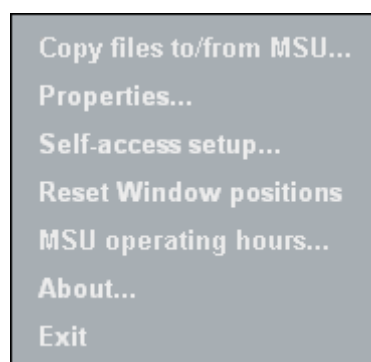 Copy files to/from MSU...
Properties...
Self-access setup...
Reset Window positions
MSU operating hours...
About...
Exit